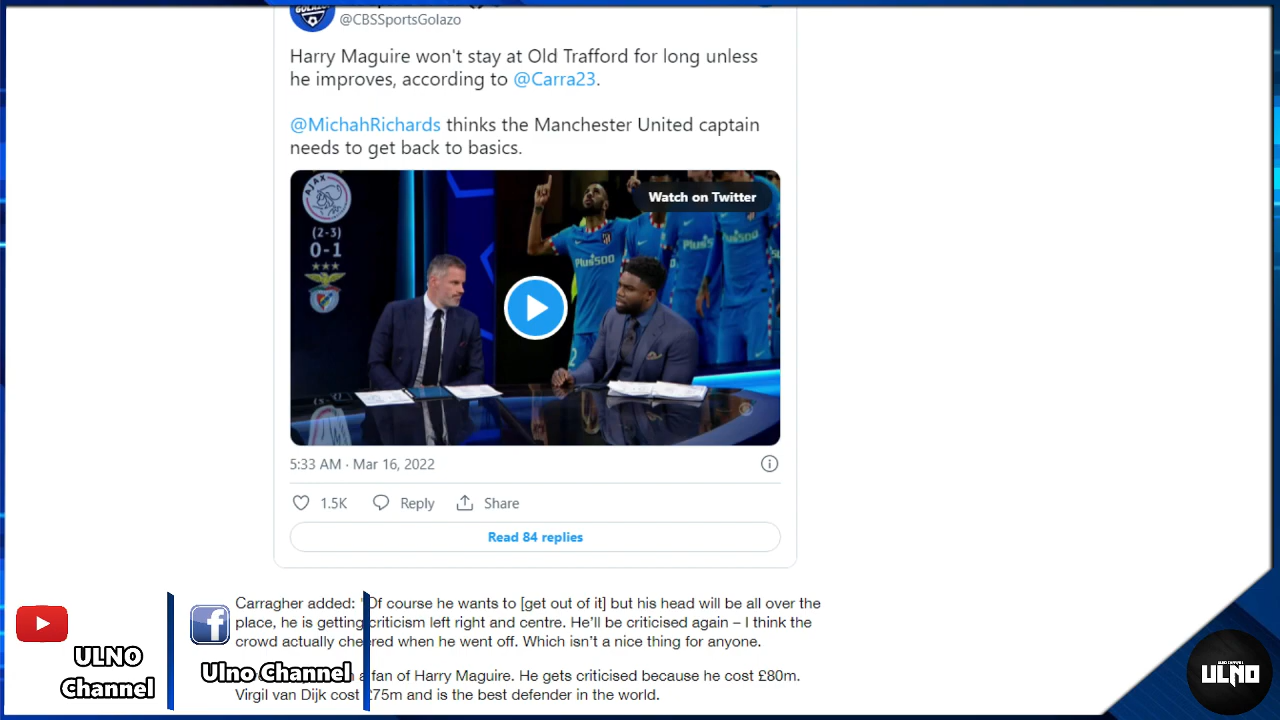 @CBSSportsGolazo
Harry Maguire won't stay at Old Trafford for long unless
he improves, according to @Carra23.
@MichahRichards thinks the Manchester United captain
needs to get back to basics.
Watch on Twitter
AJAX
(2-3)
0-1
Plus500
Plus5
5:33 AM · Mar 16, 2022
1.5K Reply Share
Read 84 replies
Carragher added: "Of course he wants to [get out of it] but his head will be all over the
place, he is getting criticism left right and centre. He'll be criticised again – I think the
crowd actually cheered when he went off. Which isn't a nice thing for anyone.
fan of Harry Maguire. He gets criticised because he cost £80m.
Virgil van Dijk cost £75m and is the best defender in the world.
ULNO
Channel
Ulno Channel
ULNO